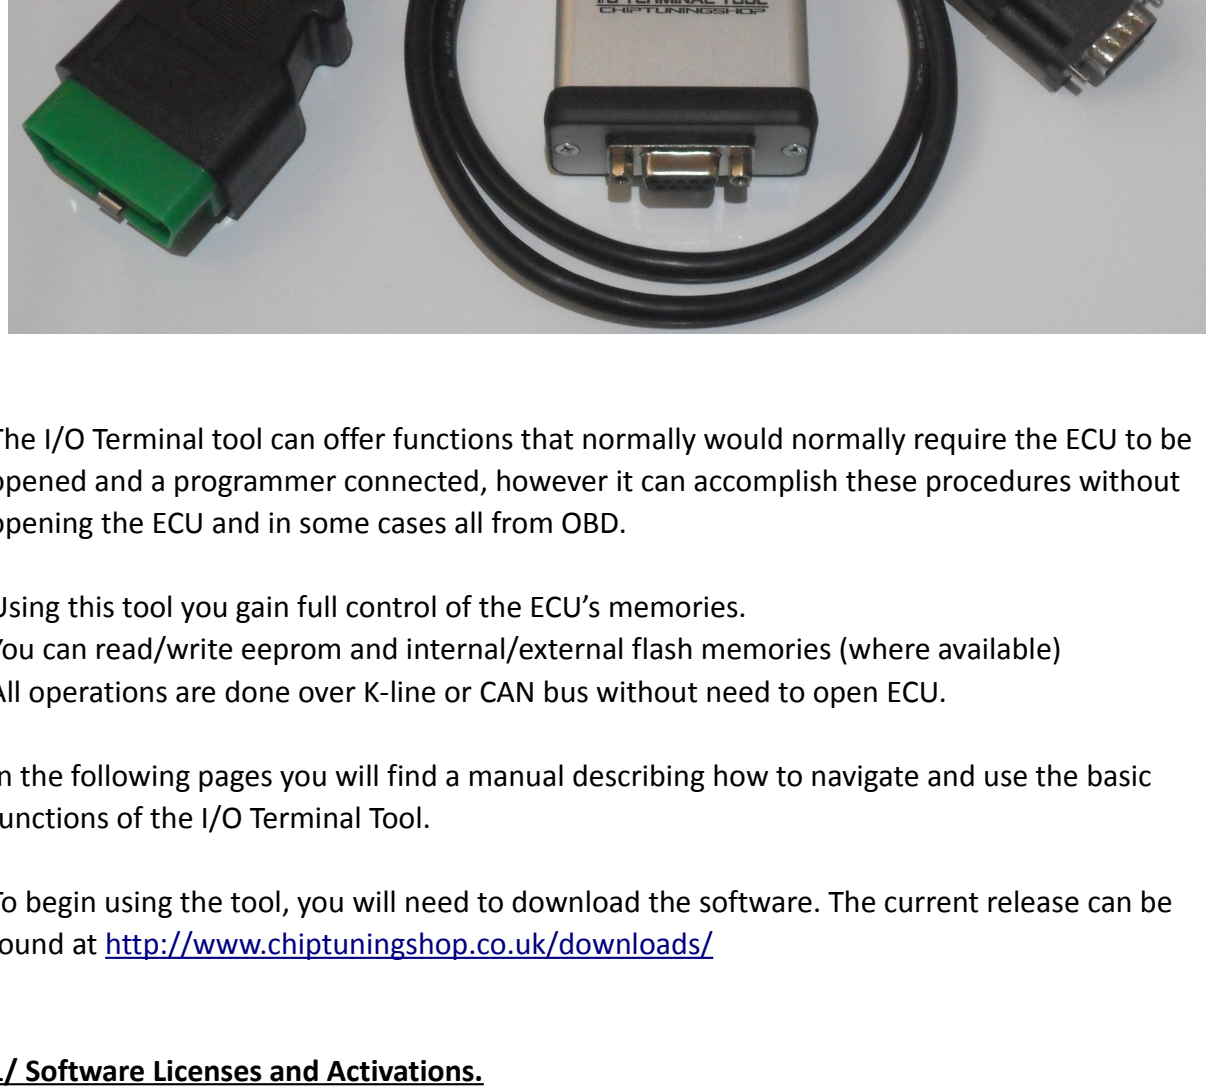 I/O TERMINAL TOOL
CHIPTUNINGSHOP
The I/O Terminal tool can offer functions that normally would normally require the ECU to be
opened and a programmer connected, however it can accomplish these procedures without
opening the ECU and in some cases all from OBD.
Using this tool you gain full control of the ECU’s memories.
You can read/write eeprom and internal/external flash memories (where available)
All operations are done over K-line or CAN bus without need to open ECU.
In the following pages you will find a manual describing how to navigate and use the basic
functions of the I/O Terminal Tool.
To begin using the tool, you will need to download the software. The current release can be
found at http://www.chiptuningshop.co.uk/downloads/
1/ Software Licenses and Activations.